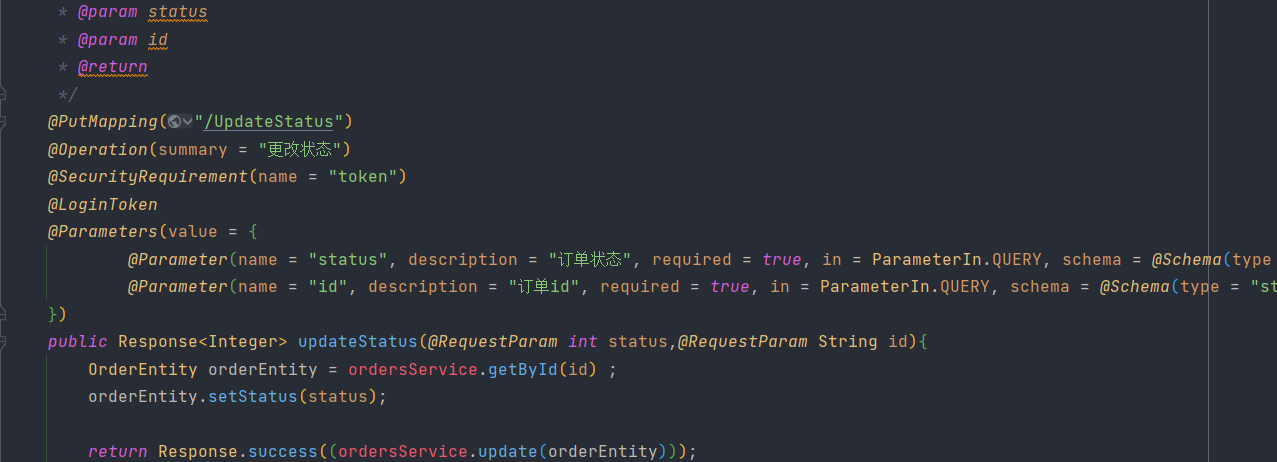 * @param status
* @param id
* @return
*/
@PutMapping("/UpdateStatus")
@Operation(summary = "更改状态")
@SecurityRequirement(name = "token")
@LoginToken
@Parameters(value = {
@Parameter(name = "status", description = "订单状态", required = true, in = ParameterIn.QUERY, schema = @Schema(type
@Parameter(name = "id", description = "订单id", required = true, in = ParameterIn.QUERY, schema = @Schema(type = "st
})
public Response<Integer> updateStatus(@RequestParam int status,@RequestParam String id){
OrderEntity orderEntity = ordersService.getById(id) ;
orderEntity.setStatus(status);
return Response.success((ordersService.update(orderEntity)));